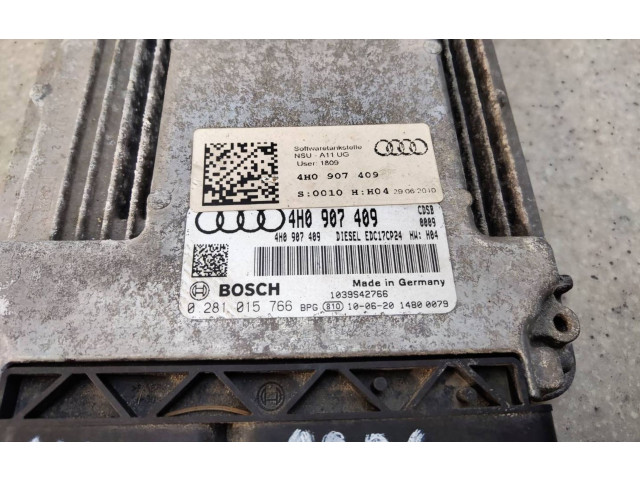 Softwaretankstelle
NSU - A11 UG
User: 1809
4H0 907 409
S:0010 H:H04 29.06.2010
4H0 907 409
CDSB
0009
4H0 907 409 DIESEL EDC17CP24 HW: H04
BOSCH
Made in Germany
1039S42766
0 281 015 766 BPG 810 10-06-20 1480 0079